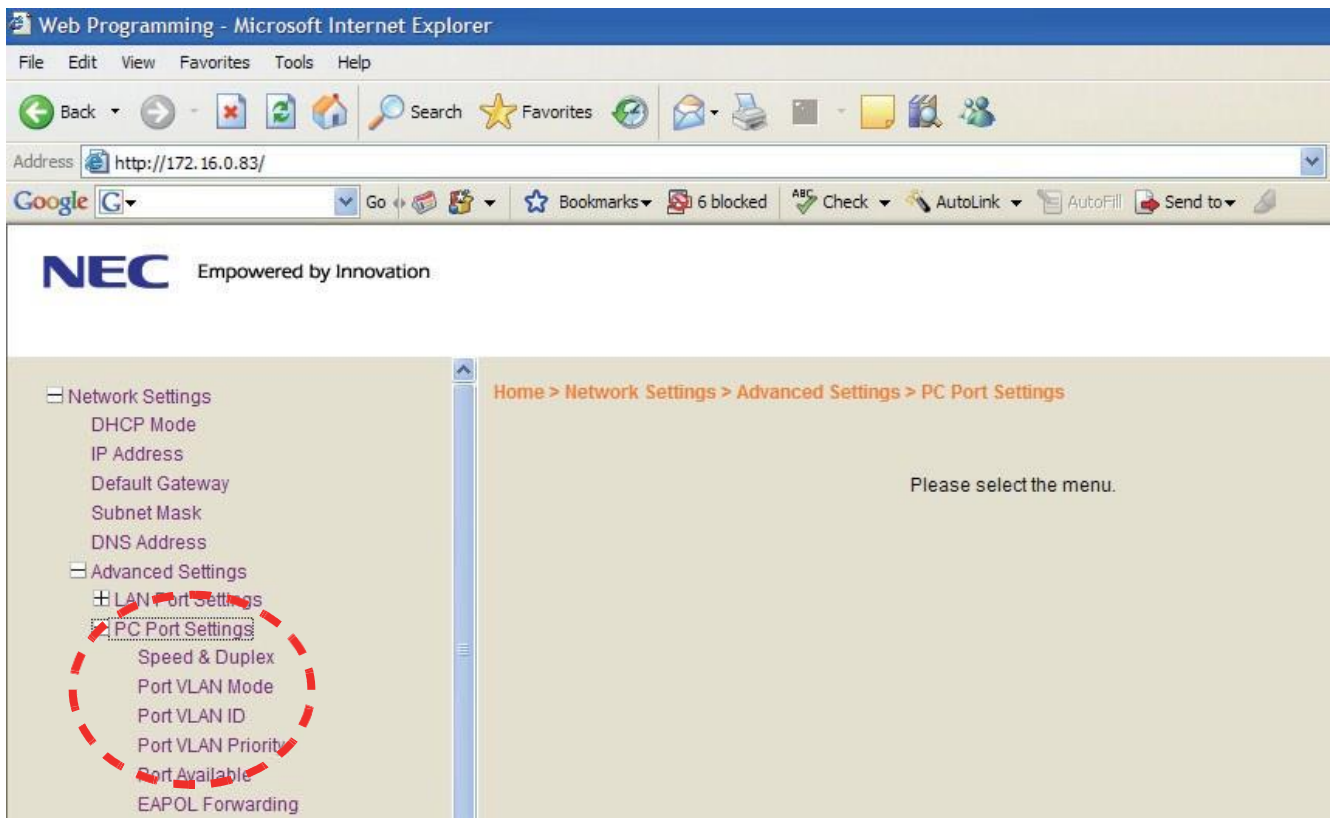 Web Programming - Microsoft Internet Explorer
File Edit View Favorites Tools Help
Back Search Favorites
Address http://172.16.0.83/
Google G Go Bookmarks 6 blocked ABC Check AutoLink AutoFill Send to
NEC Empowered by Innovation
Home > Network Settings > Advanced Settings > PC Port Settings
Please select the menu.
Network Settings
DHCP Mode
IP Address
Default Gateway
Subnet Mask
DNS Address
Advanced Settings
LAN Port Settings
PC Port Settings
Speed & Duplex
Port VLAN Mode
Port VLAN ID
Port VLAN Priority
Port Available
EAPOL Forwarding